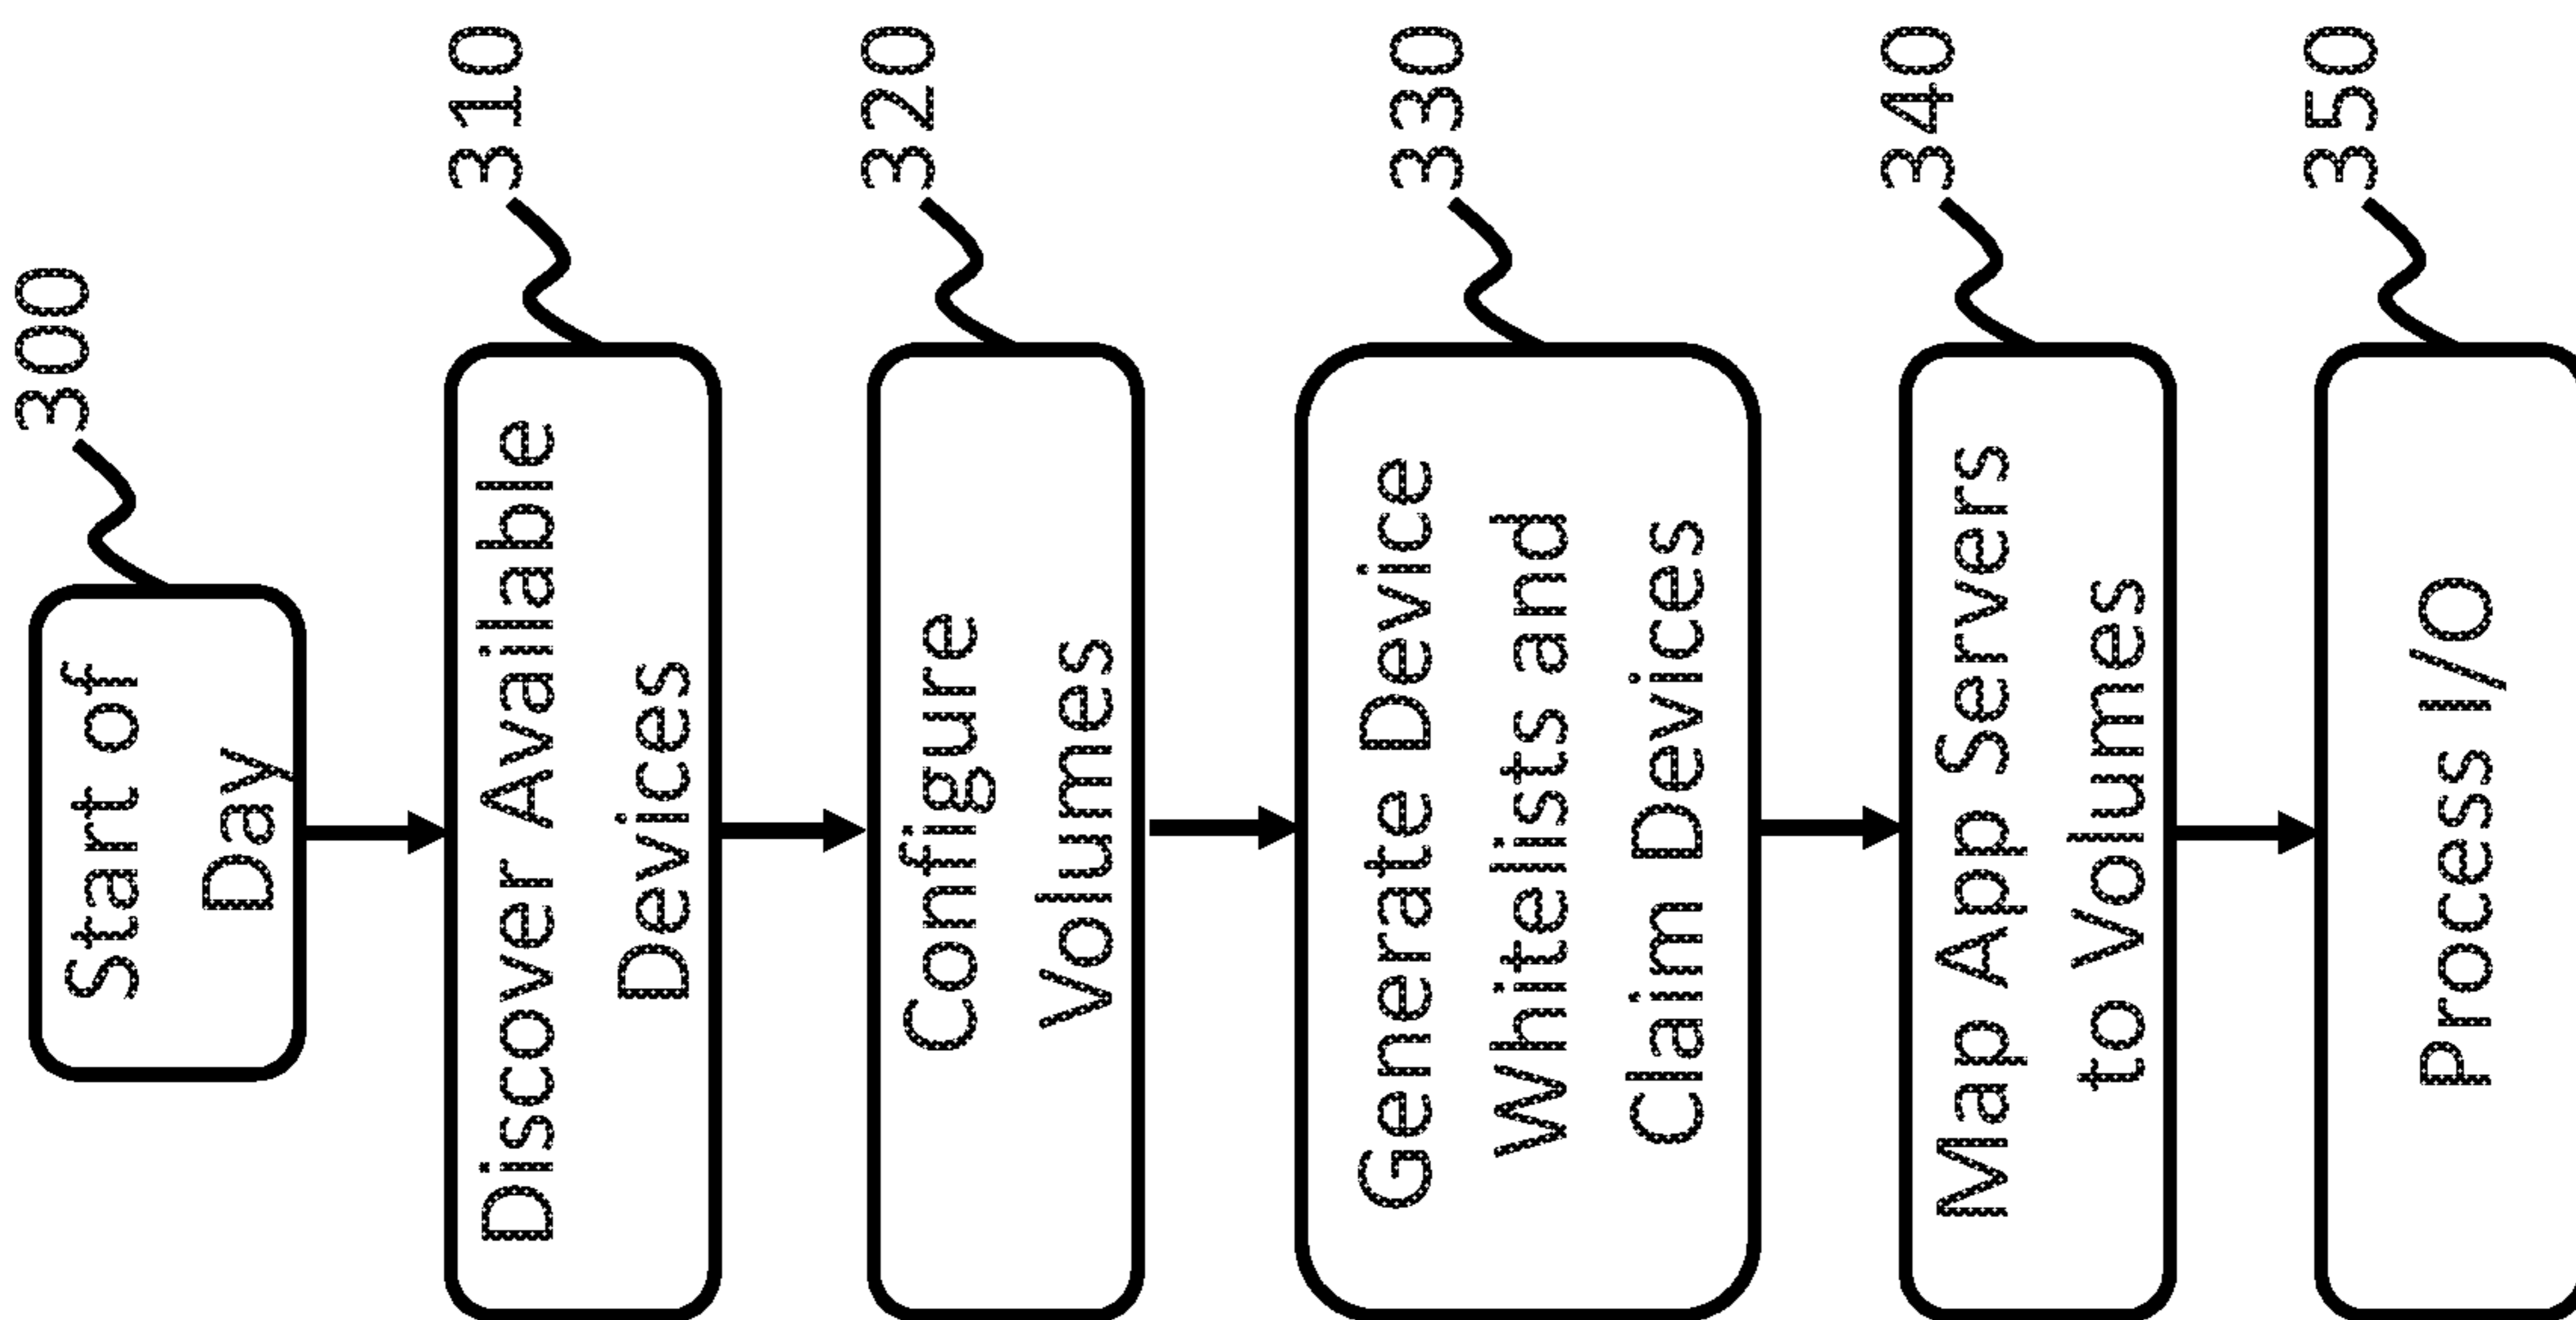 300
Start of
Day
310
Discover Available
Devices
320
Configure
Volumes
330
Generate Device
Whitelists and
Claim Devices
340
Map App Servers
to Volumes
350
Process I/O